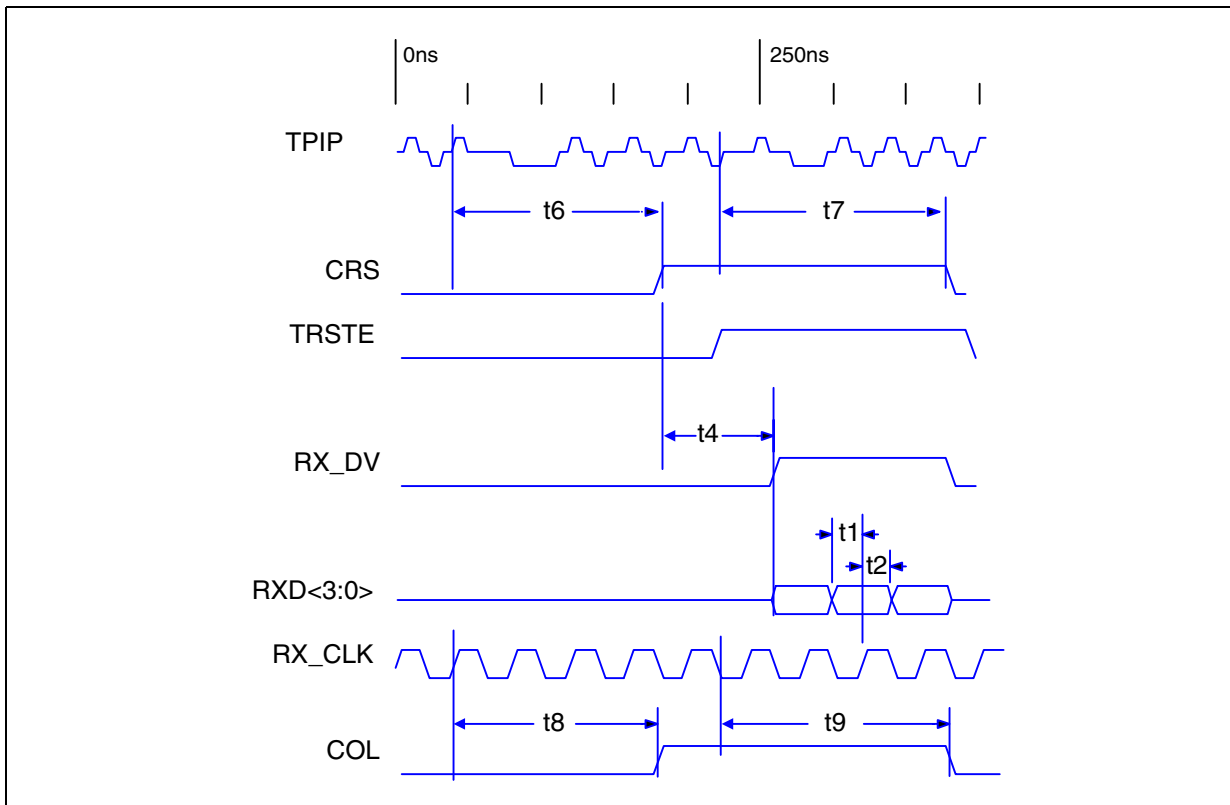 0ns 250ns
TPIP
t6 t7
CRS
TRSTE
t4
RX_DV
t1
t2
RXD<3:0>
RX_CLK
t8 t9
COL